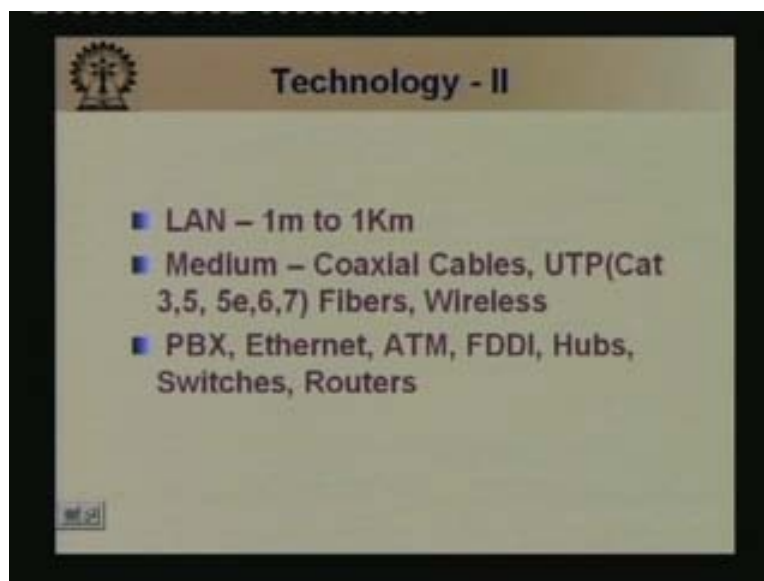 Technology - II
LAN – 1m to 1Km
Medium – Coaxial Cables, UTP(Cat
3,5, 5e,6,7) Fibers, Wireless
PBX, Ethernet, ATM, FDDI, Hubs,
Switches, Routers